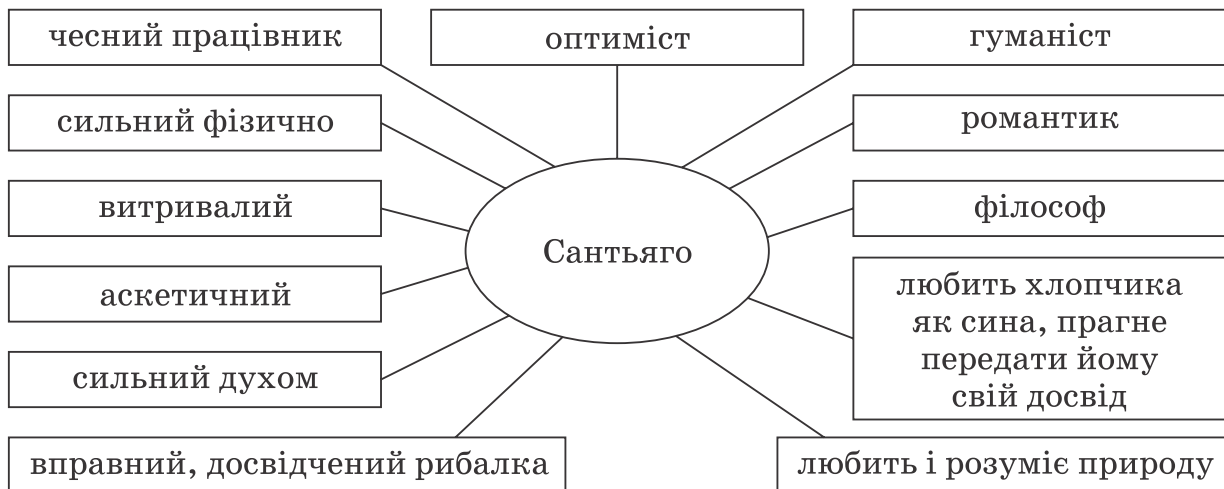 чесний працівник
оптиміст
гуманіст
сильний фізично
романтик
витривалий
філософ
Сантьяго
аскетичний
любить хлопчика
як сина, прагне
передати йому
свій досвід
сильний духом
вправний, досвідчений рибалка
любить і розуміє природу